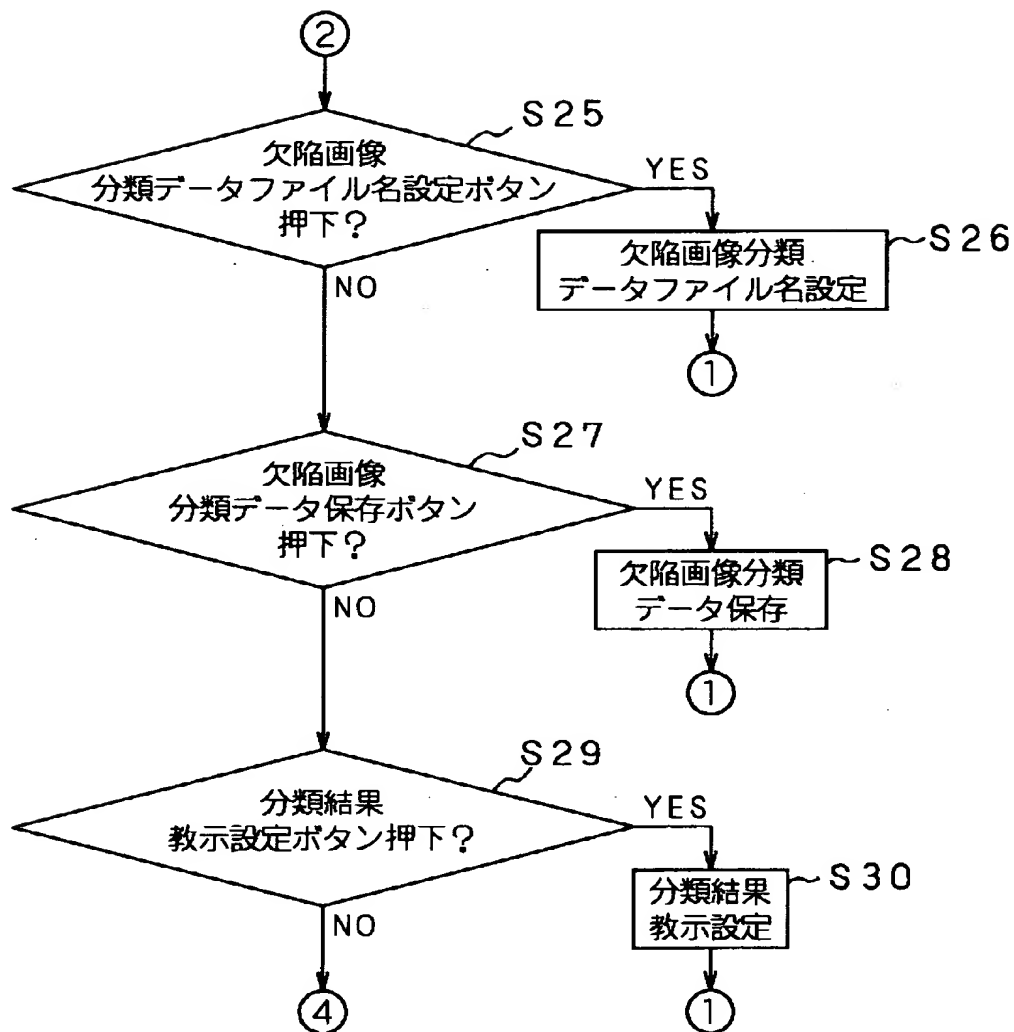 ②
S25
欠陥画像
分類データファイル名設定ボタン
押下?
YES
NO
S26
欠陥画像分類
データファイル名設定
①
S27
欠陥画像
分類データ保存ボタン
押下?
YES
NO
S28
欠陥画像分類
データ保存
①
S29
分類結果
教示設定ボタン押下?
YES
NO
S30
分類結果
教示設定
④
①